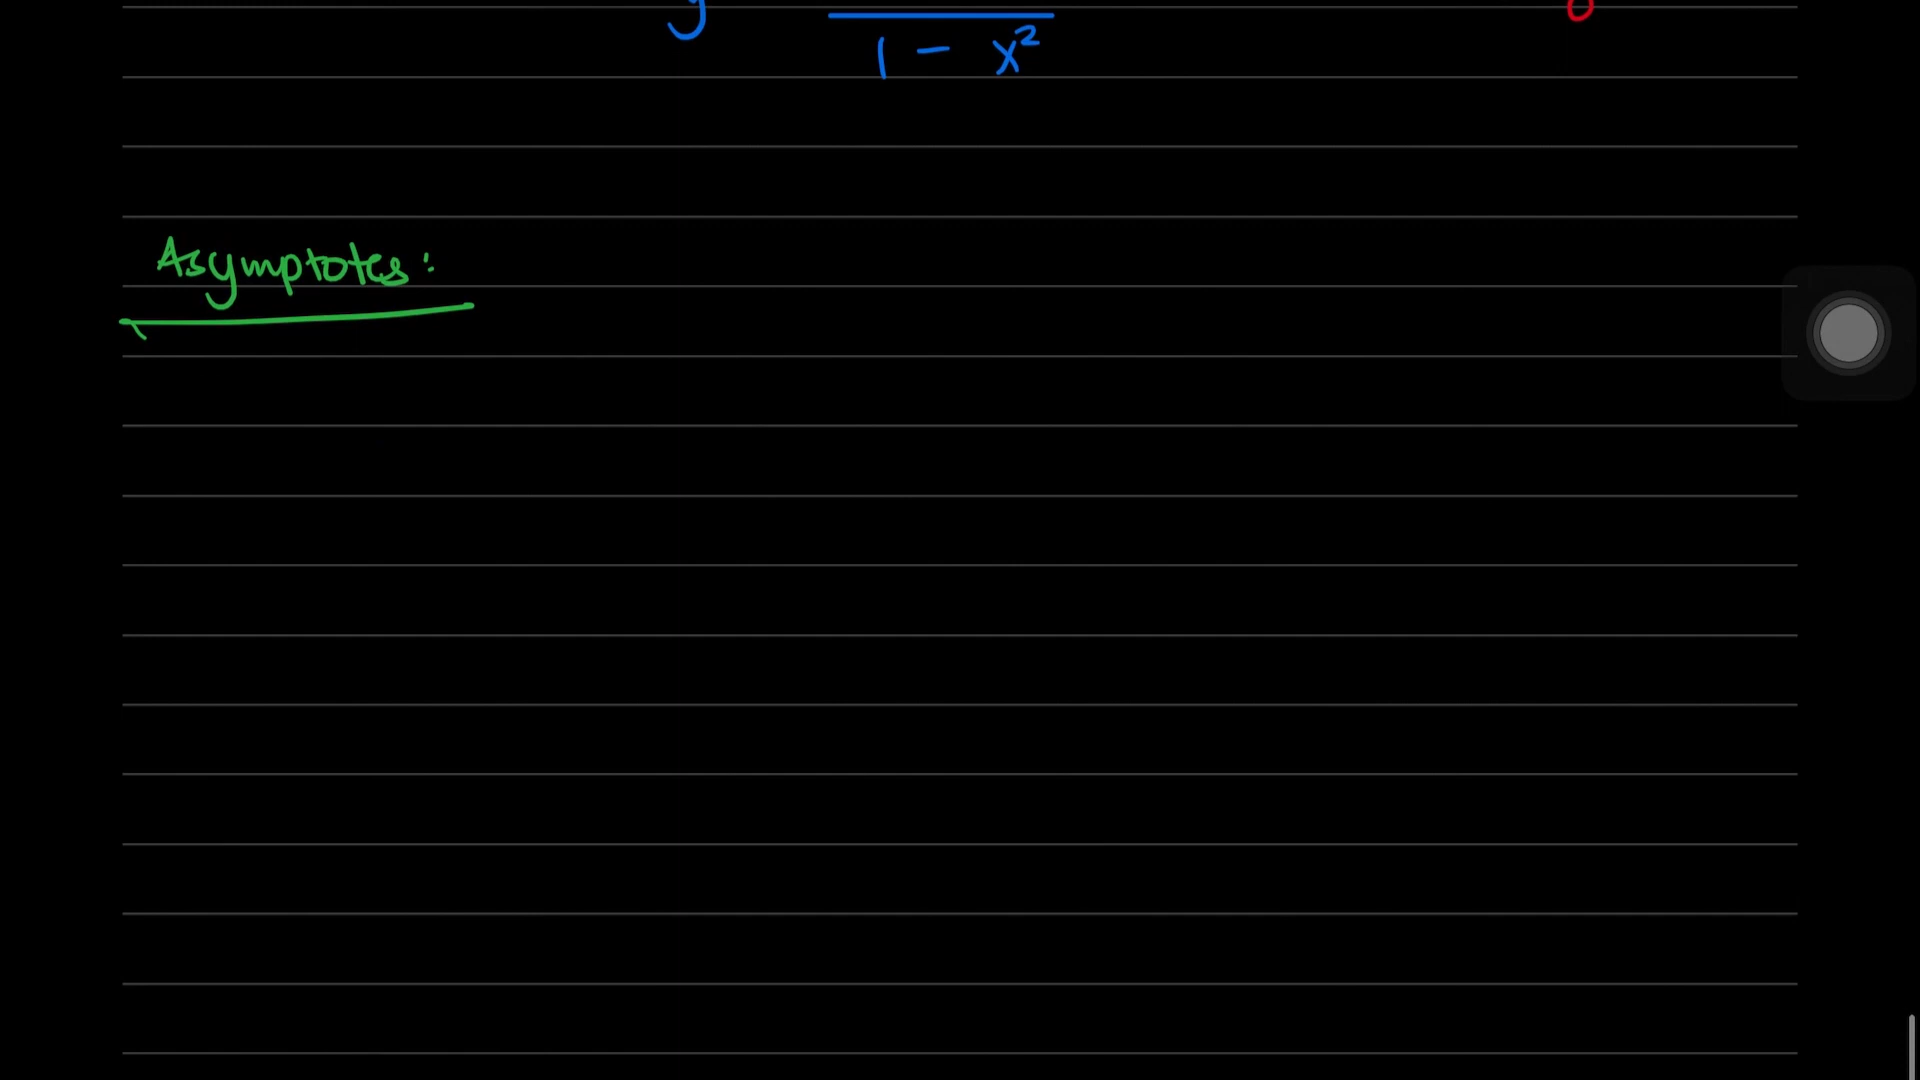 y
1 - x²
Asymptotes: